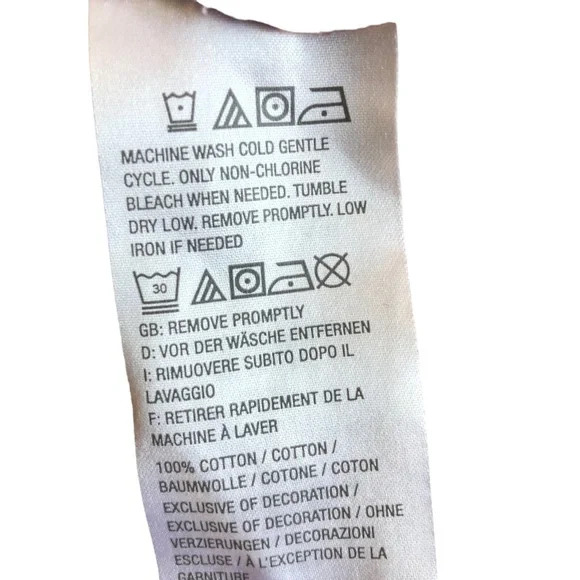 MACHINE WASH COLD GENTLE
CYCLE. ONLY NON-CHLORINE
BLEACH WHEN NEEDED. TUMBLE
DRY LOW. REMOVE PROMPTLY. LOW
IRON IF NEEDED
30
GB: REMOVE PROMPTLY
D: VOR DER WÄSCHE ENTFERNEN
I: RIMUOVERE SUBITO DOPO IL
LAVAGGIO
F: RETIRER RAPIDEMENT DE LA
MACHINE À LAVER
100% COTTON / COTTON /
BAUMWOLLE / COTONE / COTON
EXCLUSIVE OF DECORATION /
EXCLUSIVE OF DECORATION / OHNE
VERZIERUNGEN / DECORAZIONI
ESCLUSE / À L'EXCEPTION DE LA
GARNITURE